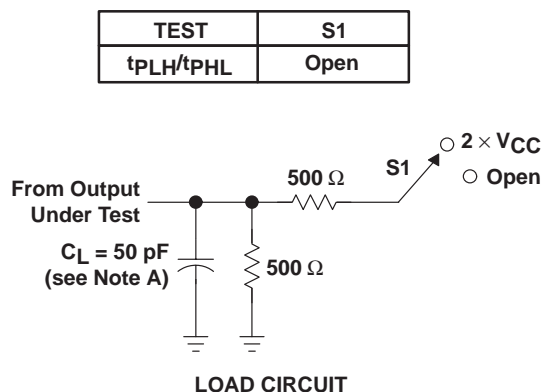 TEST S1
tPLH/tPHL Open
2 × VCC
S1
Open
500 Ω
From Output
Under Test
CL = 50 pF
(see Note A)
500 Ω
LOAD CIRCUIT